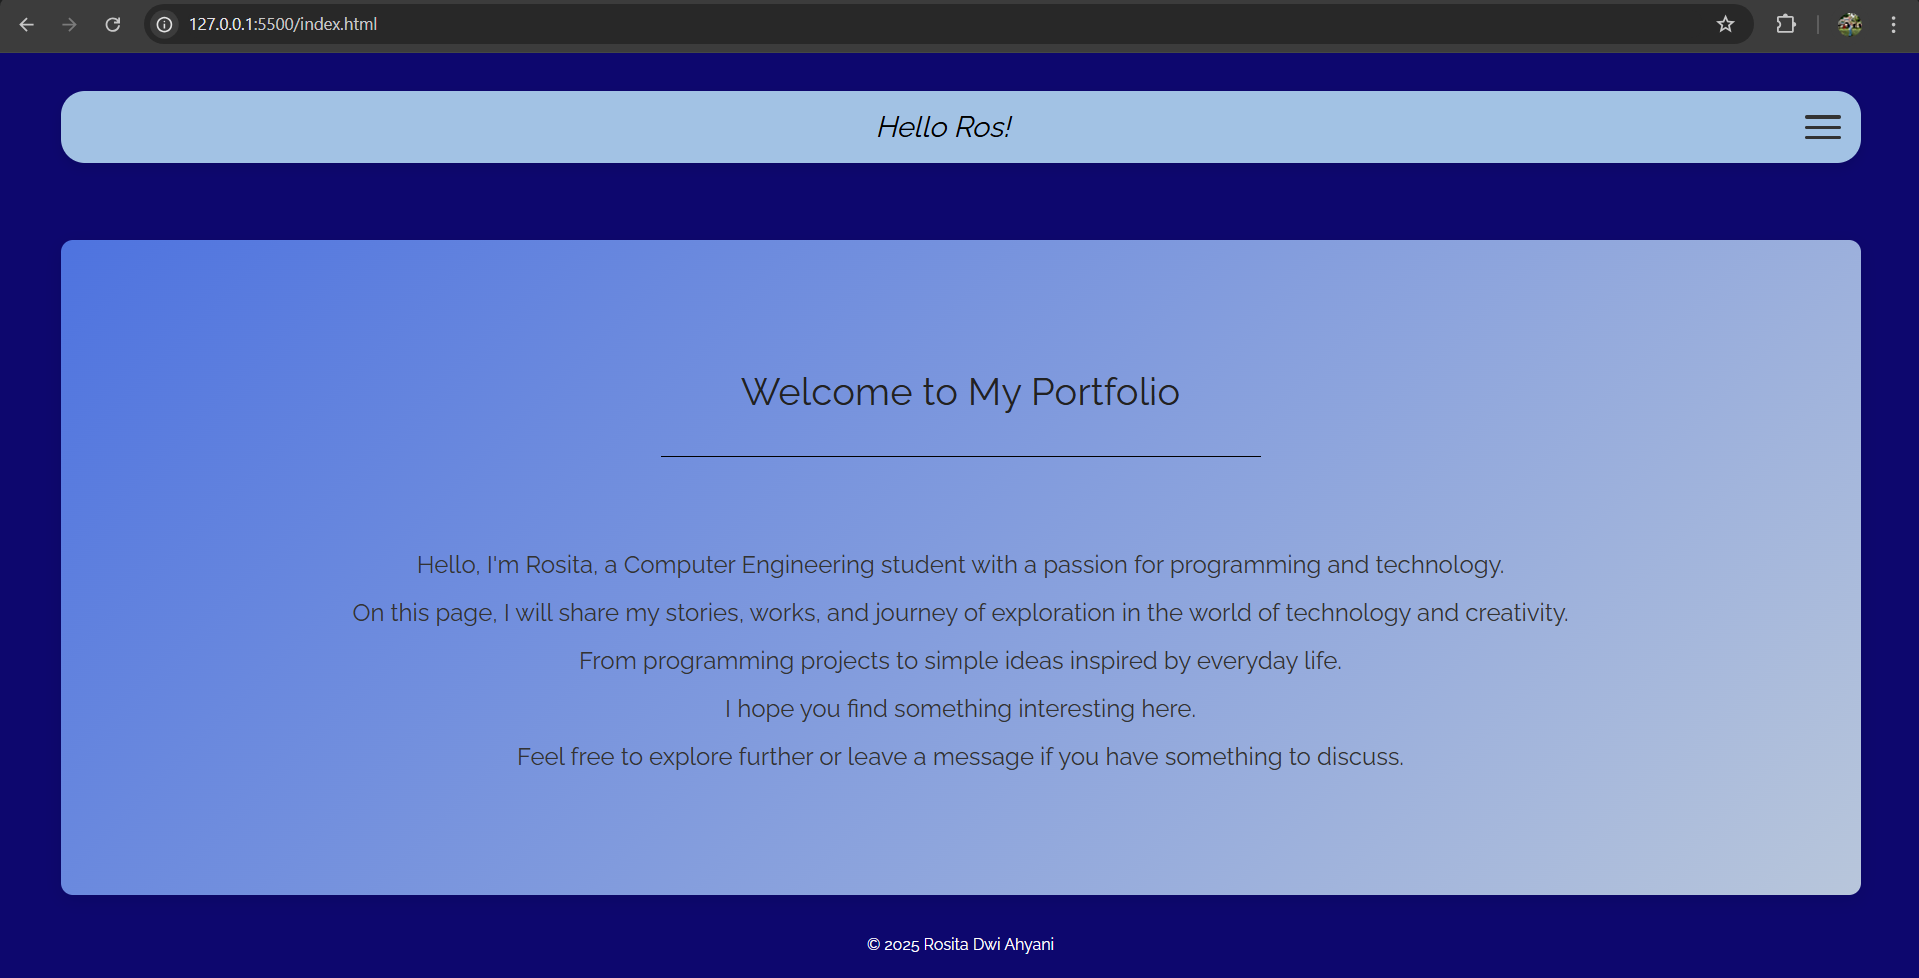 127.0.0.1:5500/index.html
Hello Ros!
Welcome to My Portfolio
Hello, I'm Rosita, a Computer Engineering student with a passion for programming and technology.
On this page, I will share my stories, works, and journey of exploration in the world of technology and creativity.
From programming projects to simple ideas inspired by everyday life.
I hope you find something interesting here.
Feel free to explore further or leave a message if you have something to discuss.
© 2025 Rosita Dwi Ahyani